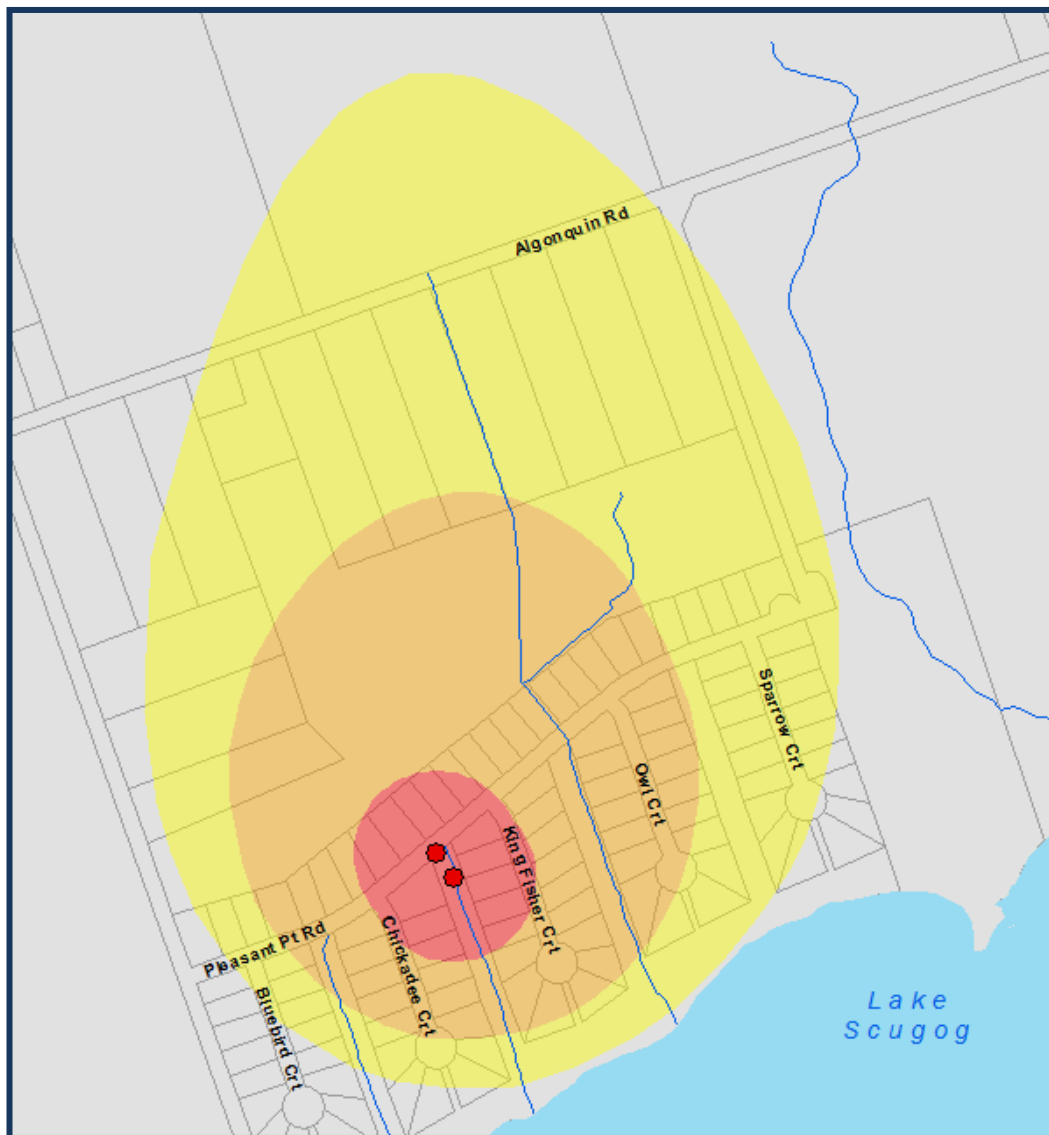 Algonquin Rd
Sparrow Crt
Owl Crt
King Fisher Crt
Chickadee Crt
Pleasant Pt Rd
Bluebird Crt
Lake
Scugog